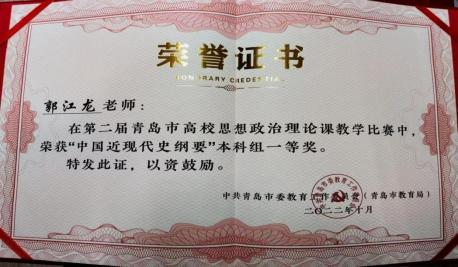 荣誉证书
HONORARY CREDENTIAL
郭江龙老师：
在第二届青岛市高校思想政治理论课教学比赛中，
荣获“中国近现代史纲要”本科组一等奖。
特发此证，以资鼓励。
中共青岛市委教育工作委员会（青岛市教育局）
二〇二二年十月